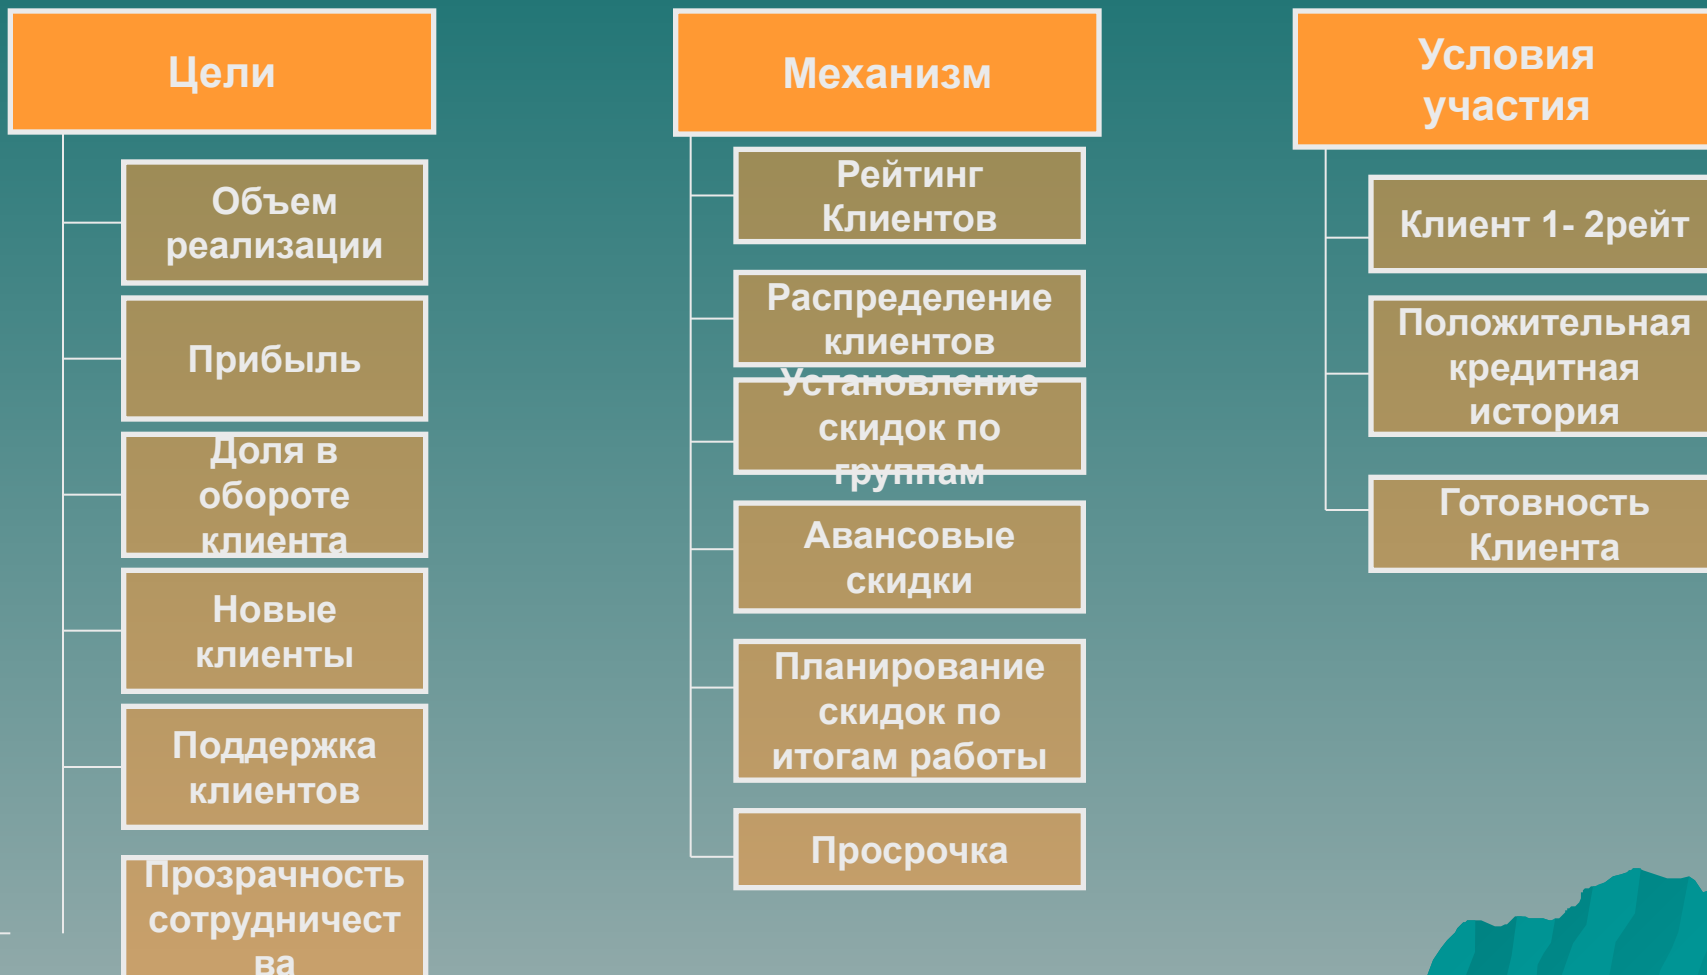 Цели
Объем
реализации
Прибыль
Доля в
обороте
клиента
Новые
клиенты
Поддержка
клиентов
Прозрачность
сотрудничест
ва
Механизм
Рейтинг
Клиентов
Распределение
клиентов
Установление
скидок по
группам
Авансовые
скидки
Планирование
скидок по
итогам работы
Просрочка
Условия
участия
Клиент 1- 2рейт
Положительная
кредитная
история
Готовность
Клиента